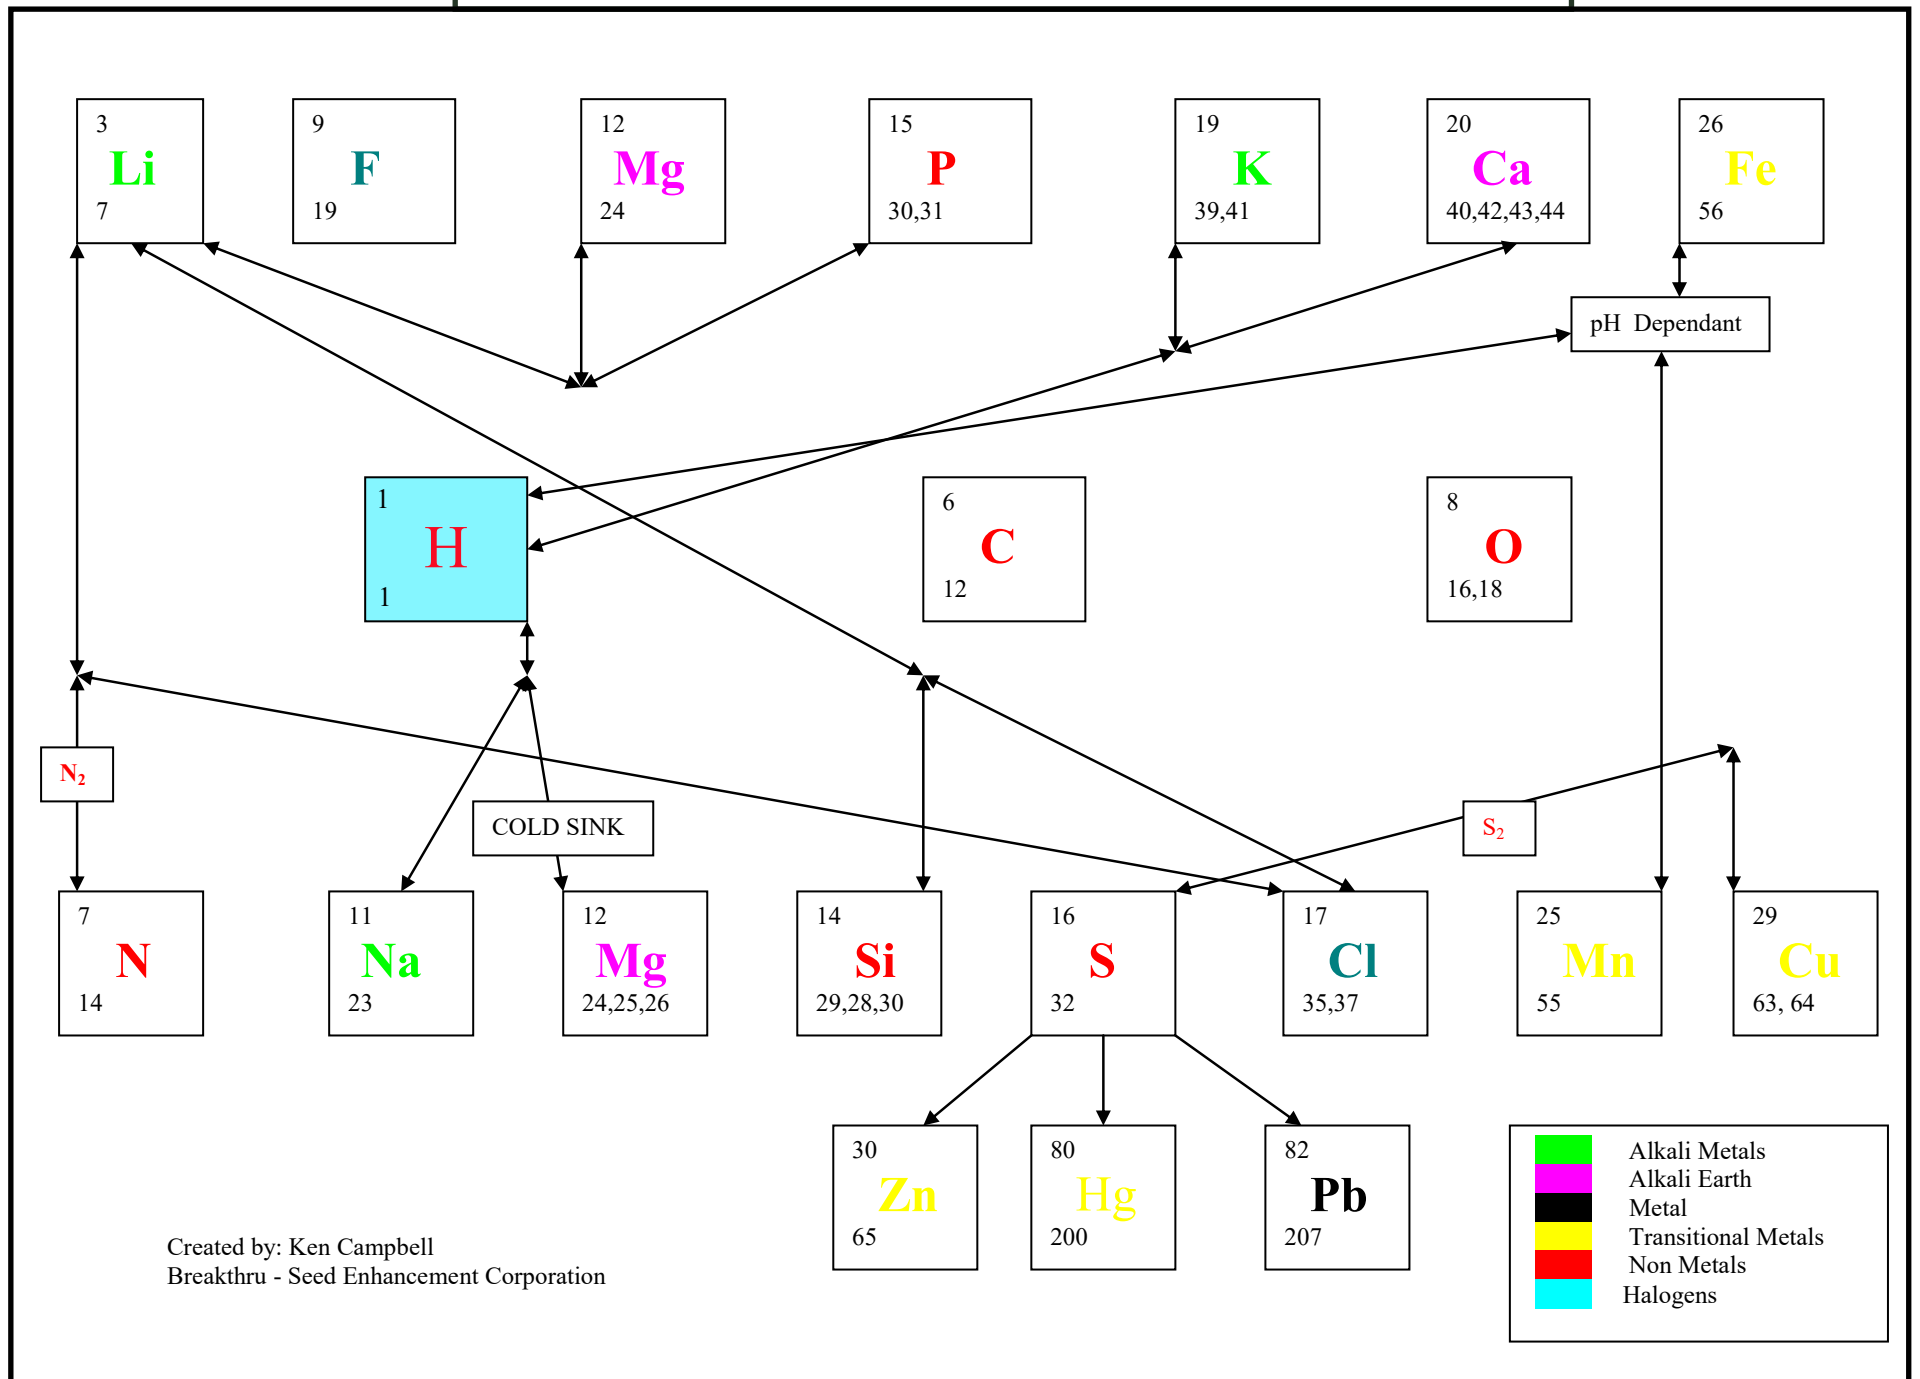 3
Li
7
9
F
19
12
Mg
24
15
P
30,31
19
K
39,41
20
Ca
40,42,43,44
26
Fe
56
pH  Dependant
1
H
1
6
C
12
8
O
16,18
N₂
COLD SINK
S₂
7
N
14
11
Na
23
12
Mg
24,25,26
14
Si
29,28,30
16
S
32
17
Cl
35,37
25
Mn
55
29
Cu
63, 64
30
Zn
65
80
Hg
200
82
Pb
207
Alkali Metals
Alkali Earth
Metal
Transitional Metals
Non Metals
Halogens
Created by: Ken Campbell
Breakthru - Seed Enhancement Corporation